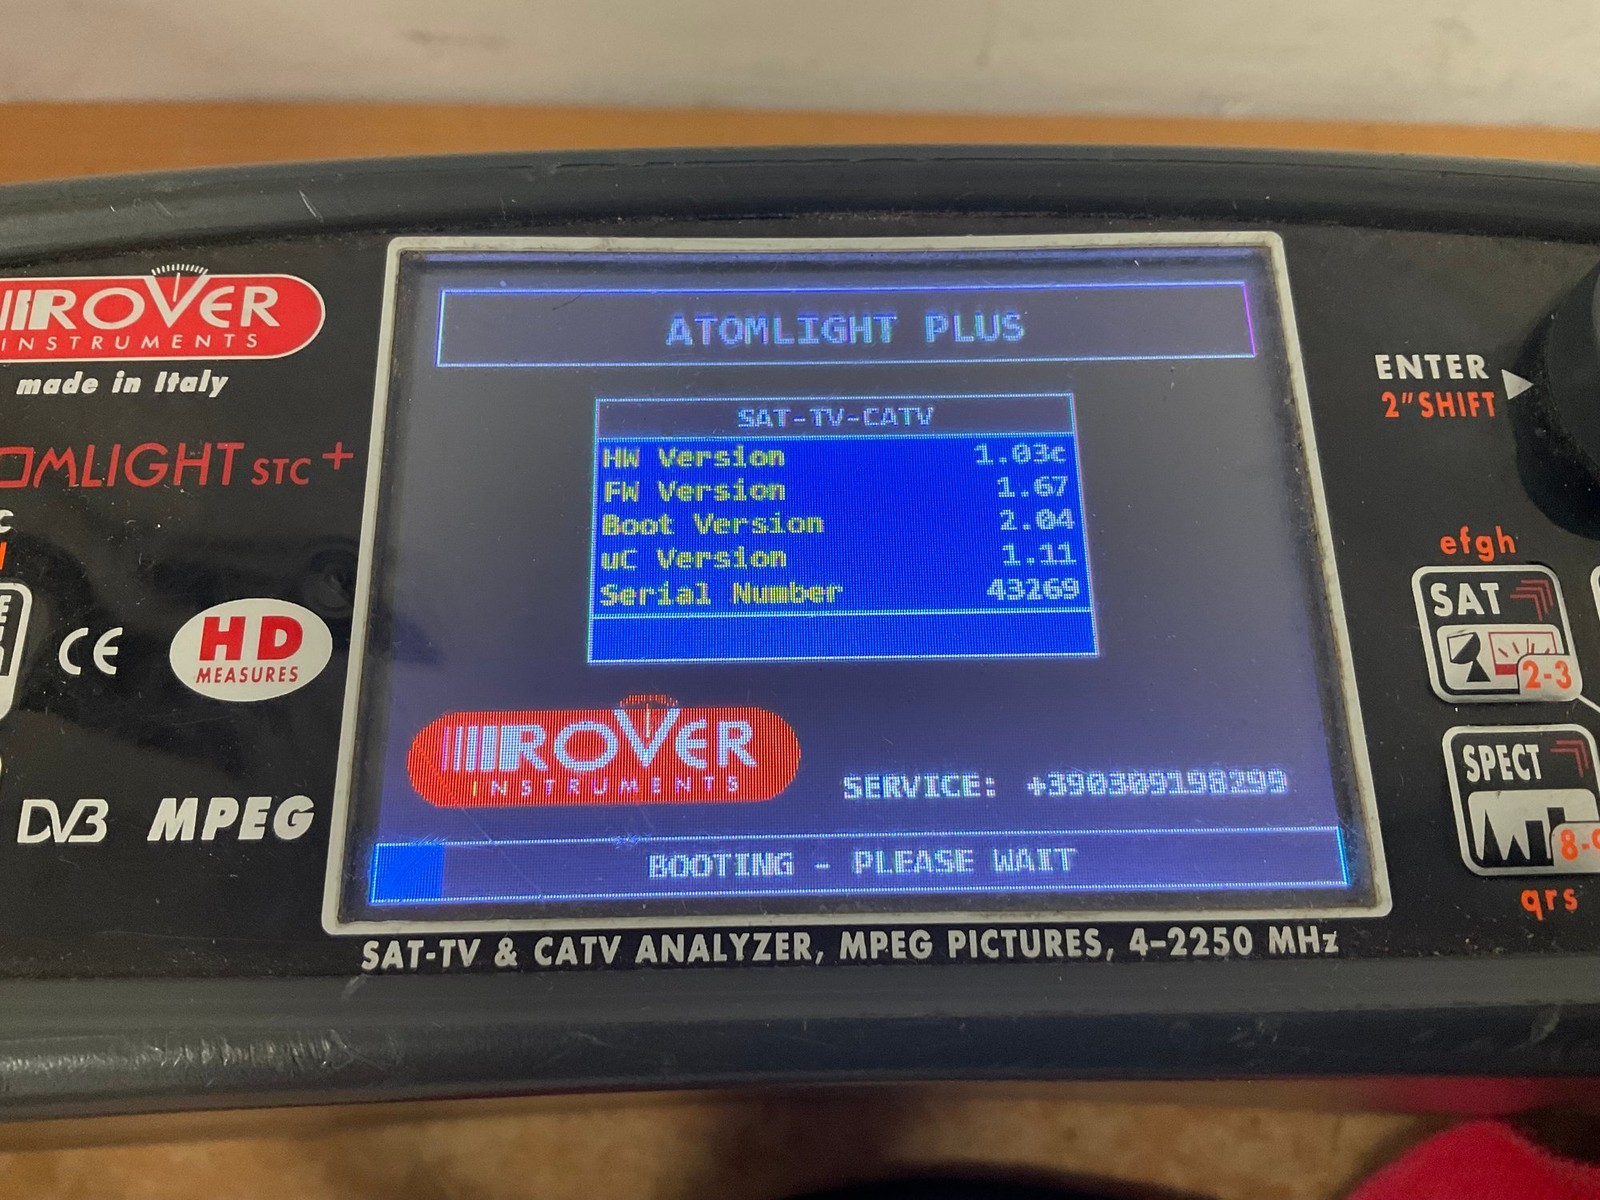 ROVER
INSTRUMENTS
made in Italy
OMLIGHT STC+
HD
MEASURES
CE
DVB MPEG
ATOMLIGHT PLUS
SAT-TV-CATV
HW Version 1.03c
FW Version 1.67
Boot Version 2.04
uC Version 1.11
Serial Number 43269
ROVER
INSTRUMENTS
SERVICE: +390309198299
BOOTING - PLEASE WAIT
SAT-TV & CATV ANALYZER, MPEG PICTURES, 4-2250 MHz
ENTER
2"SHIFT
efgh
SAT
2-3
SPECT
8-9
qrs